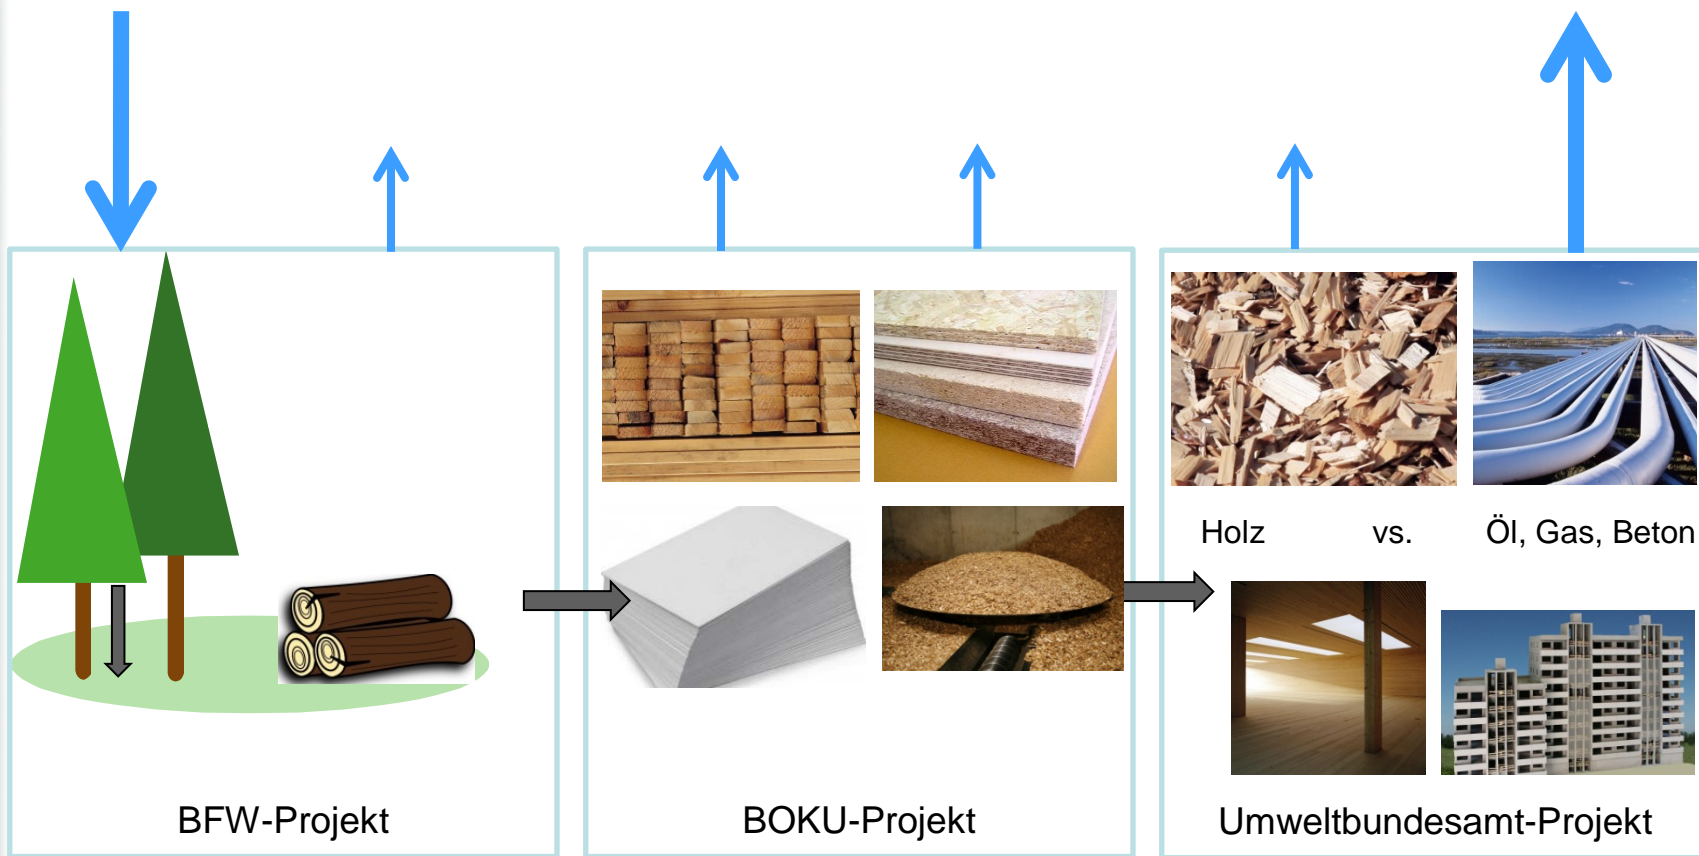 Holz vs. Öl, Gas, Beton
BFW-Projekt
BOKU-Projekt
Umweltbundesamt-Projekt